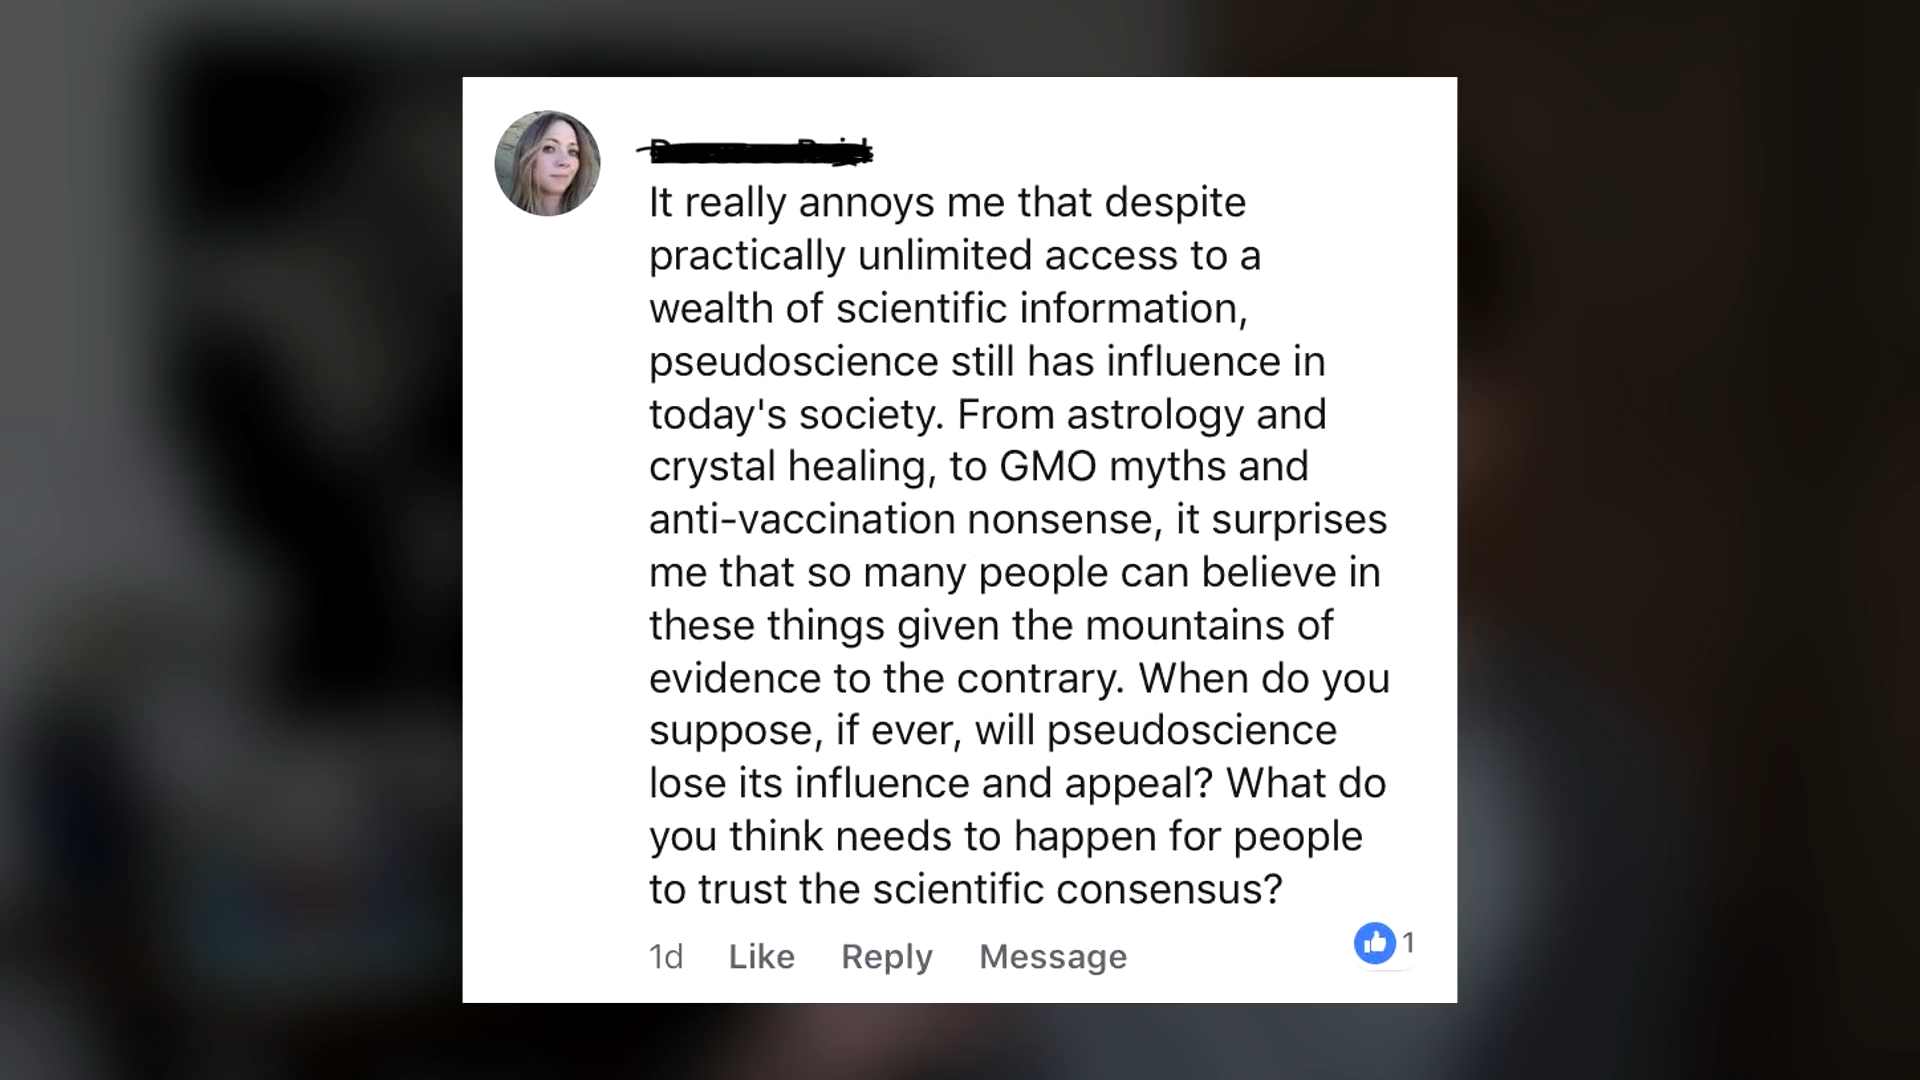 It really annoys me that despite
practically unlimited access to a
wealth of scientific information,
pseudoscience still has influence in
today's society. From astrology and
crystal healing, to GMO myths and
anti-vaccination nonsense, it surprises
me that so many people can believe in
these things given the mountains of
evidence to the contrary. When do you
suppose, if ever, will pseudoscience
lose its influence and appeal? What do
you think needs to happen for people
to trust the scientific consensus?
1d Like Reply Message 1